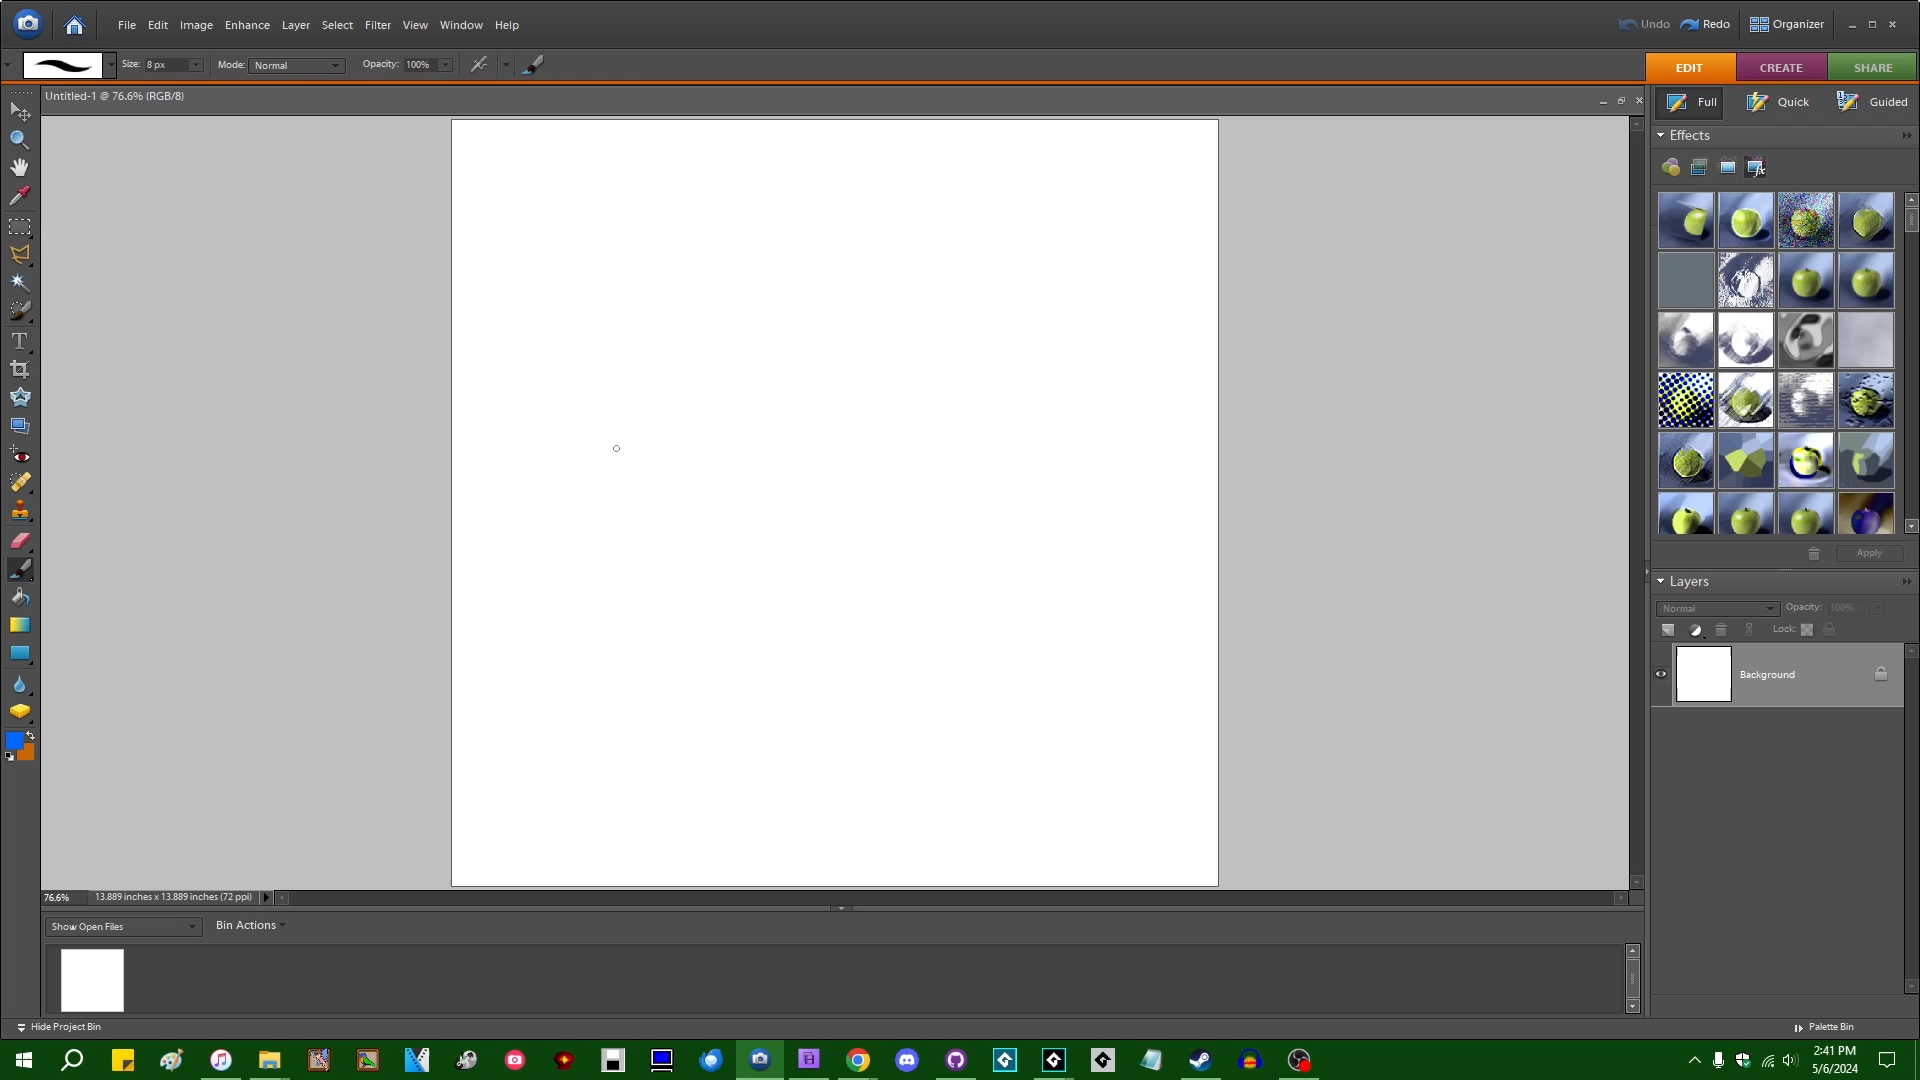 File Edit Image Enhance Layer Select Filter View Window Help
Undo Redo Organizer
Size: 8 px Mode: Normal Opacity: 100%
EDIT CREATE SHARE
Untitled-1 @ 76.6% (RGB/8)
Full Quick Guided
Effects
Apply
Layers
Normal Opacity: 100%
Lock:
Background
76.6% 13.889 inches x 13.889 inches (72 ppi)
Show Open Files Bin Actions
Hide Project Bin
Palette Bin
2:41 PM
5/6/2024